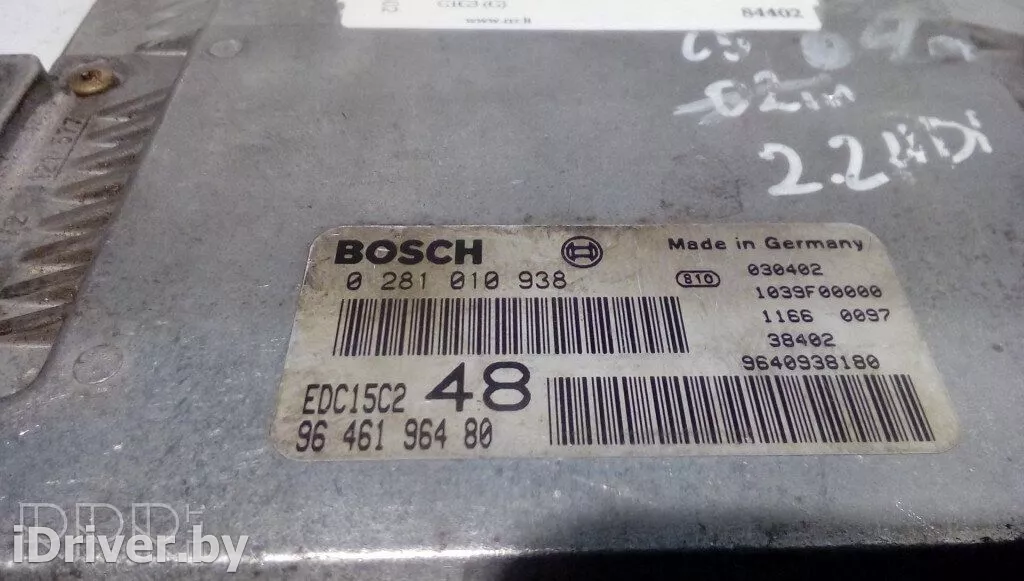 84402
02m
2.2HDi
BOSCH
Made in Germany
0 281 010 938
810
030402
1039F00000
1166 0097
38402
9640938180
EDC15C2
48
96 461 964 80
iDriver.by